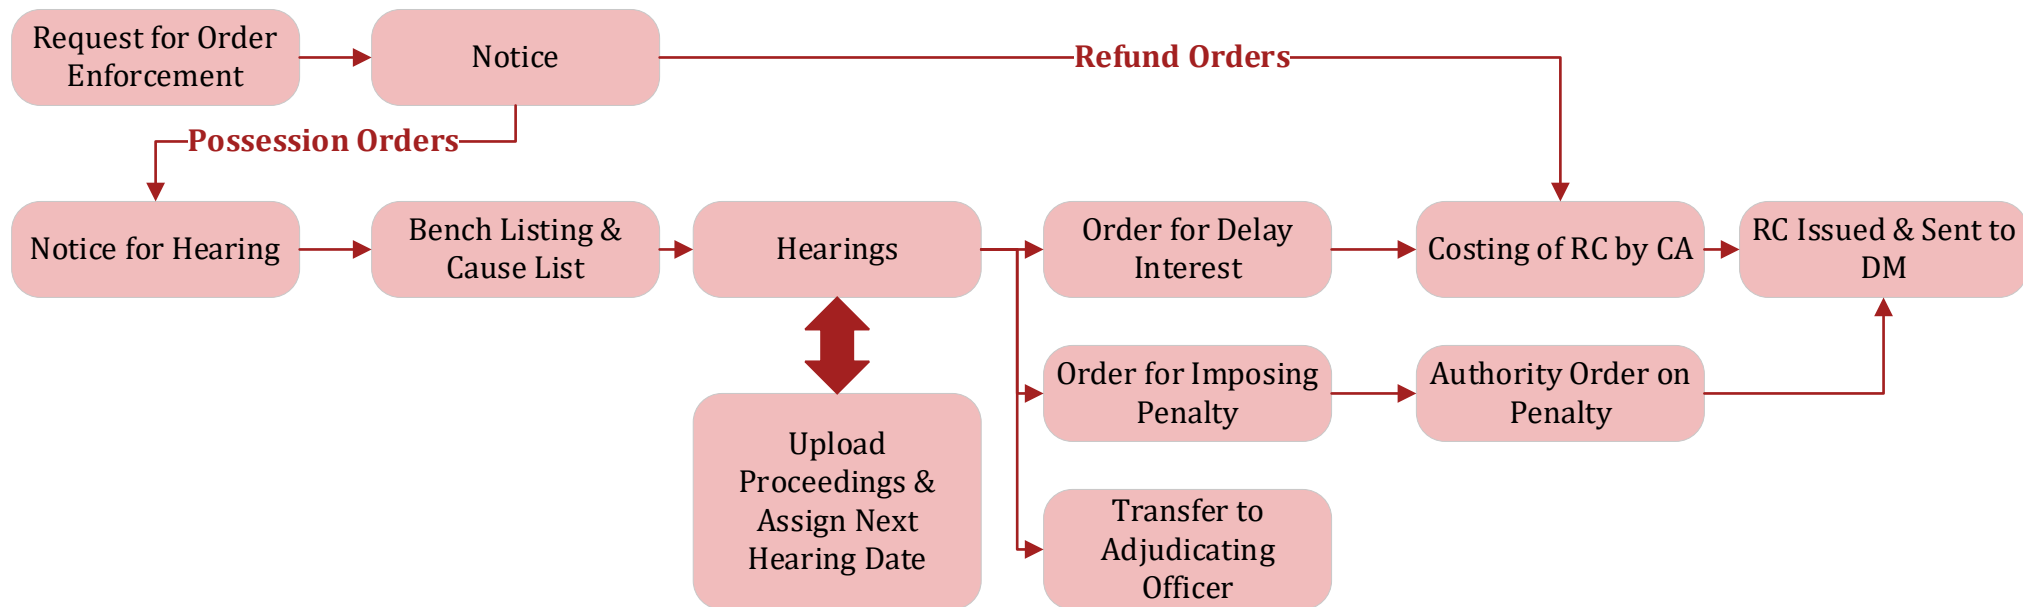 Request for Order
Enforcement
Notice
Refund Orders
Possession Orders
Notice for Hearing
Bench Listing &
Cause List
Hearings
Order for Delay
Interest
Costing of RC by CA
RC Issued & Sent to
DM
Order for Imposing
Penalty
Authority Order on
Penalty
Upload
Proceedings &
Assign Next
Hearing Date
Transfer to
Adjudicating
Officer